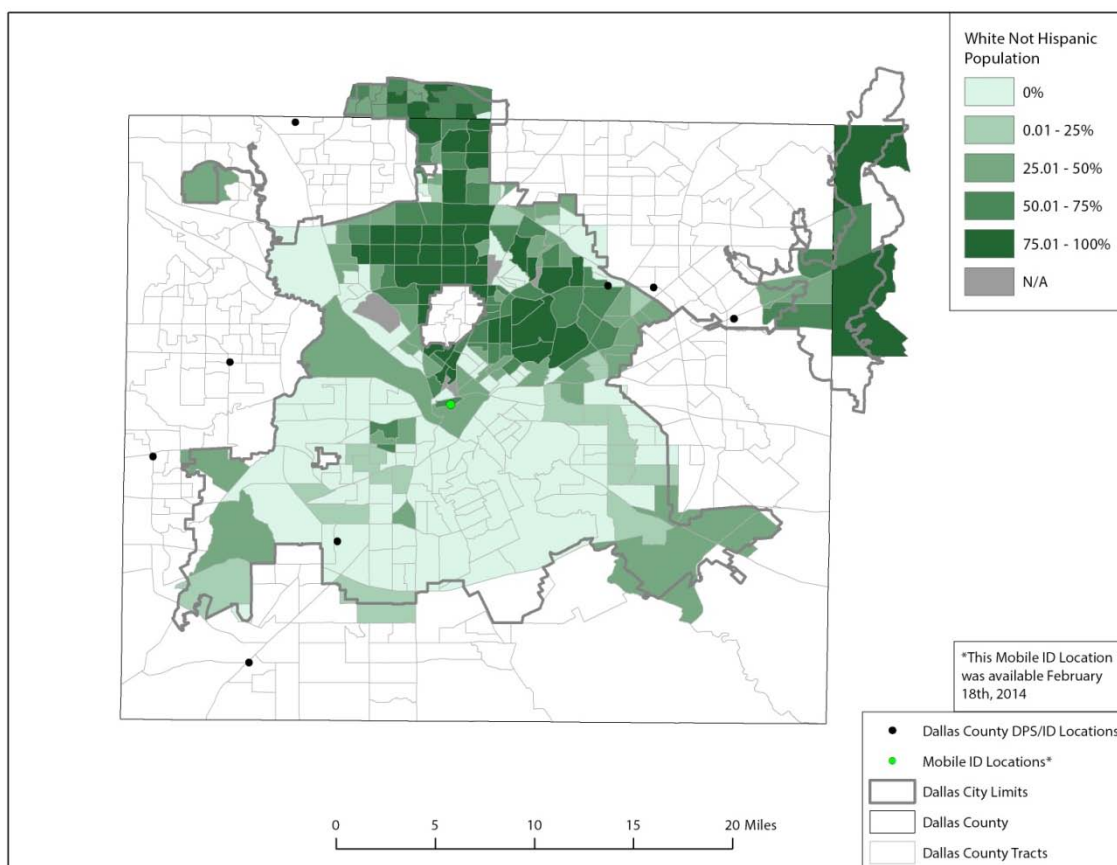 White Not Hispanic
Population
0%
0.01 - 25%
25.01 - 50%
50.01 - 75%
75.01 - 100%
N/A
*This Mobile ID Location
was available February
18th, 2014
Dallas County DPS/ID Locations
Mobile ID Locations*
Dallas City Limits
Dallas County
Dallas County Tracts
0 5 10 15 20 Miles